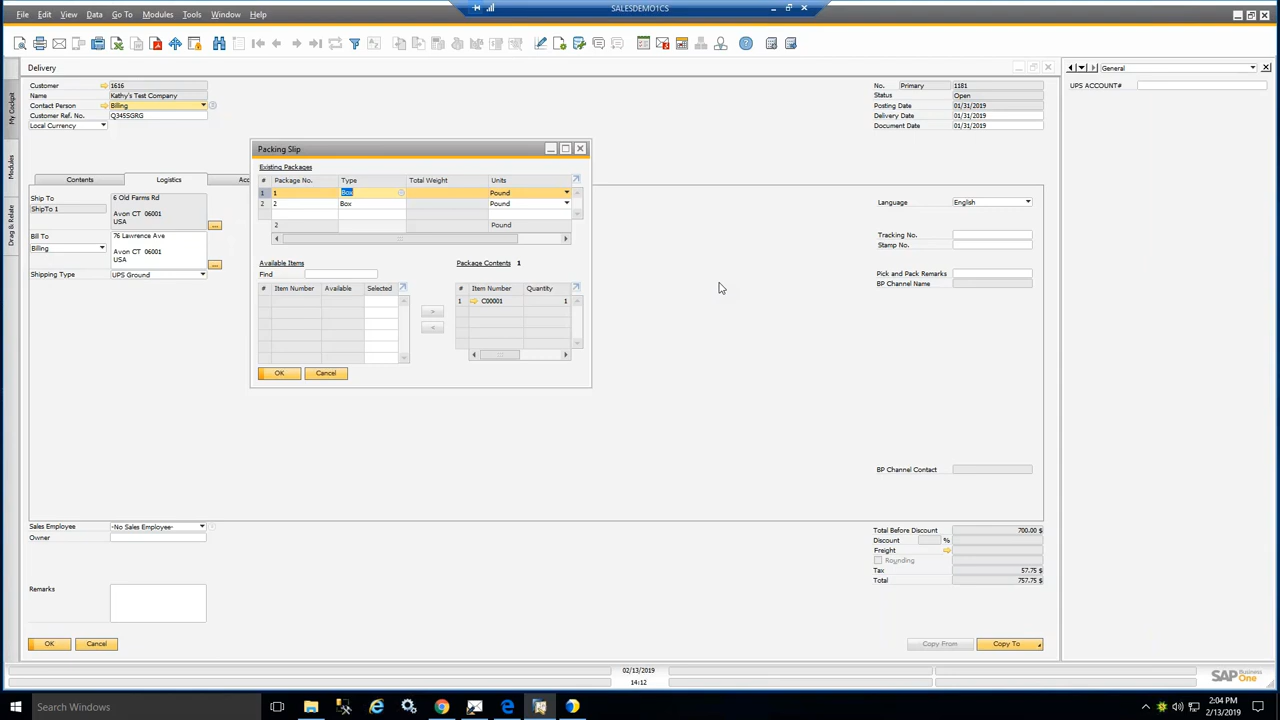 SALESDEMO1CS
File Edit View Data Go To Modules Tools Window Help
Delivery
General
Customer 1616
Name Kathy's Test Company
Contact Person Billing
Customer Ref. No. Q345SGRG
Local Currency
No. Primary 1181
Status Open
Posting Date 01/31/2019
Delivery Date 01/31/2019
Document Date 01/31/2019
UPS ACCOUNT#
My Cockpit
Modules
Drag & Relate
Contents Logistics Acc
Ship To 6 Old Farms Rd
ShipTo 1
Avon CT 06001
USA
Bill To 76 Lawrence Ave
Billing
Avon CT 06001
USA
Shipping Type UPS Ground
Packing Slip
Existing Packages
# Package No. Type Total Weight Units
1 1 Box Pound
2 2 Box Pound
2 Pound
Available Items
Find
# Item Number Available Selected
Package Contents 1
# Item Number Quantity
1 C00001 1
> 
<
OK Cancel
Language English
Tracking No.
Stamp No.
Pick and Pack Remarks
BP Channel Name
BP Channel Contact
Sales Employee -No Sales Employee-
Owner
Remarks
Total Before Discount 700.00 $
Discount %
Freight
Rounding
Tax 57.75 $
Total 757.75 $
OK Cancel
Copy From Copy To
02/13/2019
14:12
SAP Business One
Search Windows
2:04 PM
2/13/2019